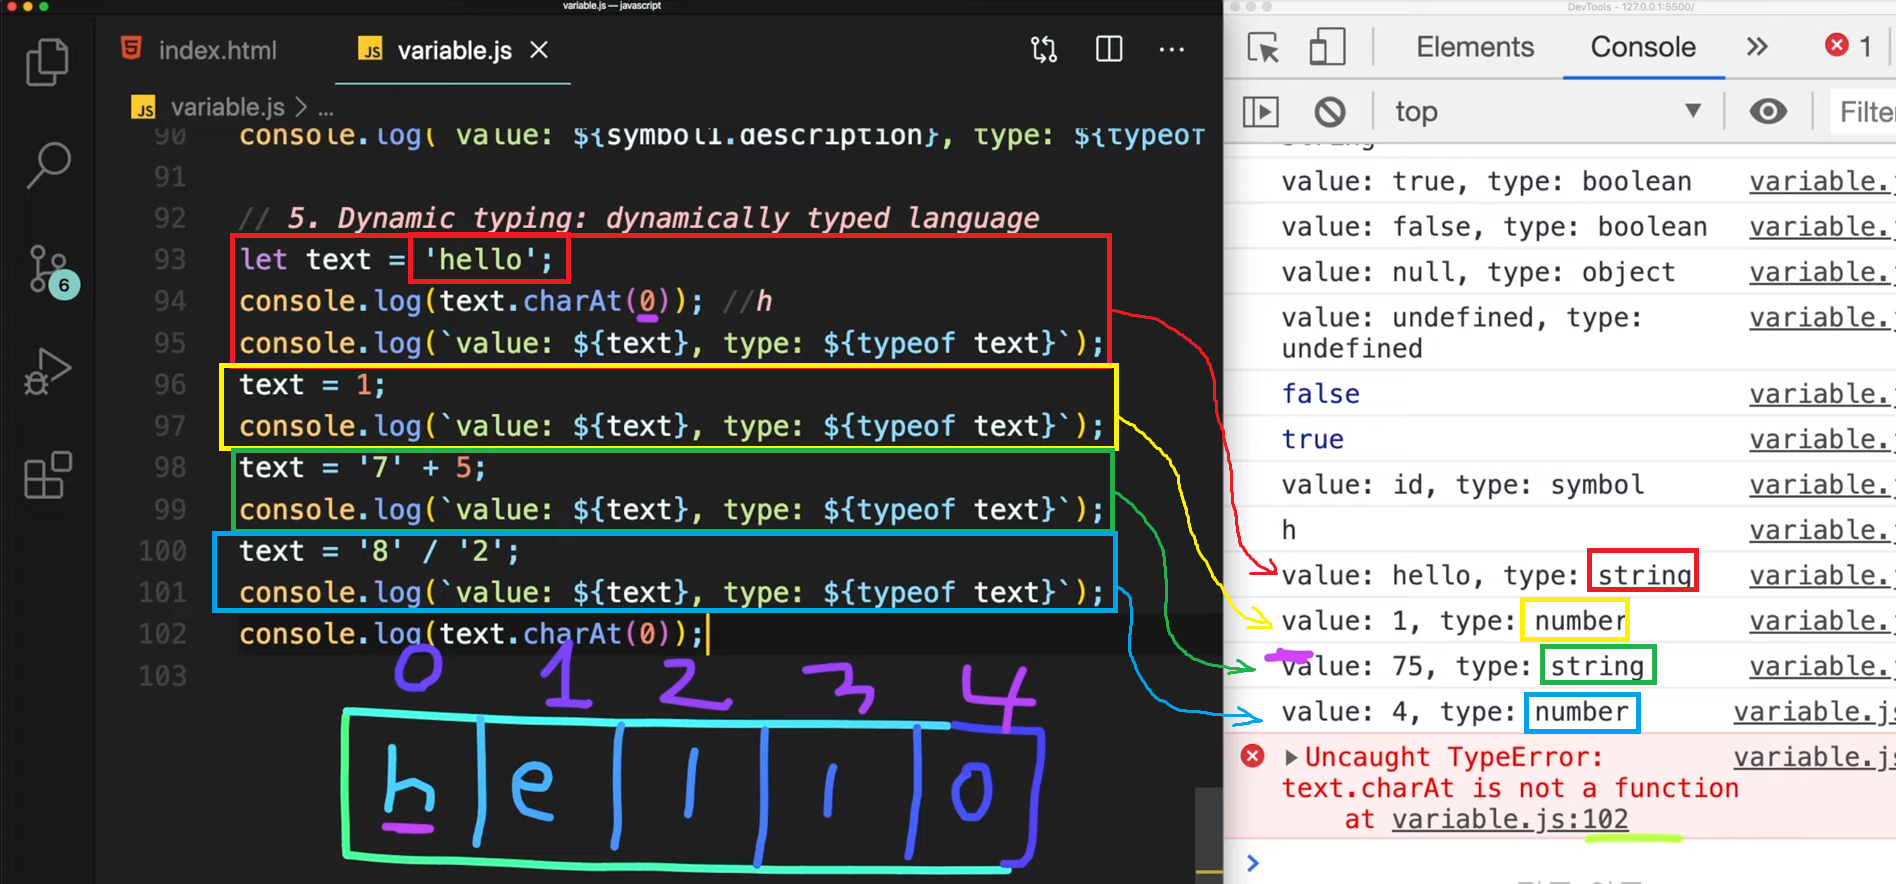 variable.js — javascript
index.html
variable.js ×
variable.js > ...
90 console.log(`value: ${symbol1.description}, type: ${typeof
91
92 // 5. Dynamic typing: dynamically typed language
93 let text = 'hello';
94 console.log(text.charAt(0)); //h
95 console.log(`value: ${text}, type: ${typeof text}`);
96 text = 1;
97 console.log(`value: ${text}, type: ${typeof text}`);
98 text = '7' + 5;
99 console.log(`value: ${text}, type: ${typeof text}`);
100 text = '8' / '2';
101 console.log(`value: ${text}, type: ${typeof text}`);
102 console.log(text.charAt(0));
103
6
0 1 2 3 4
h e l l o
DevTools - 127.0.0.1:5500/
Elements Console » 1
top ▼ Filter
string
value: true, type: boolean variable.j
value: false, type: boolean variable.j
value: null, type: object variable.j
value: undefined, type: variable.j
undefined
false variable.j
true variable.j
value: id, type: symbol variable.j
h variable.j
value: hello, type: string variable.j
value: 1, type: number variable.j
value: 75, type: string variable.j
value: 4, type: number variable.js
Uncaught TypeError: variable.js
text.charAt is not a function
at variable.js:102
>